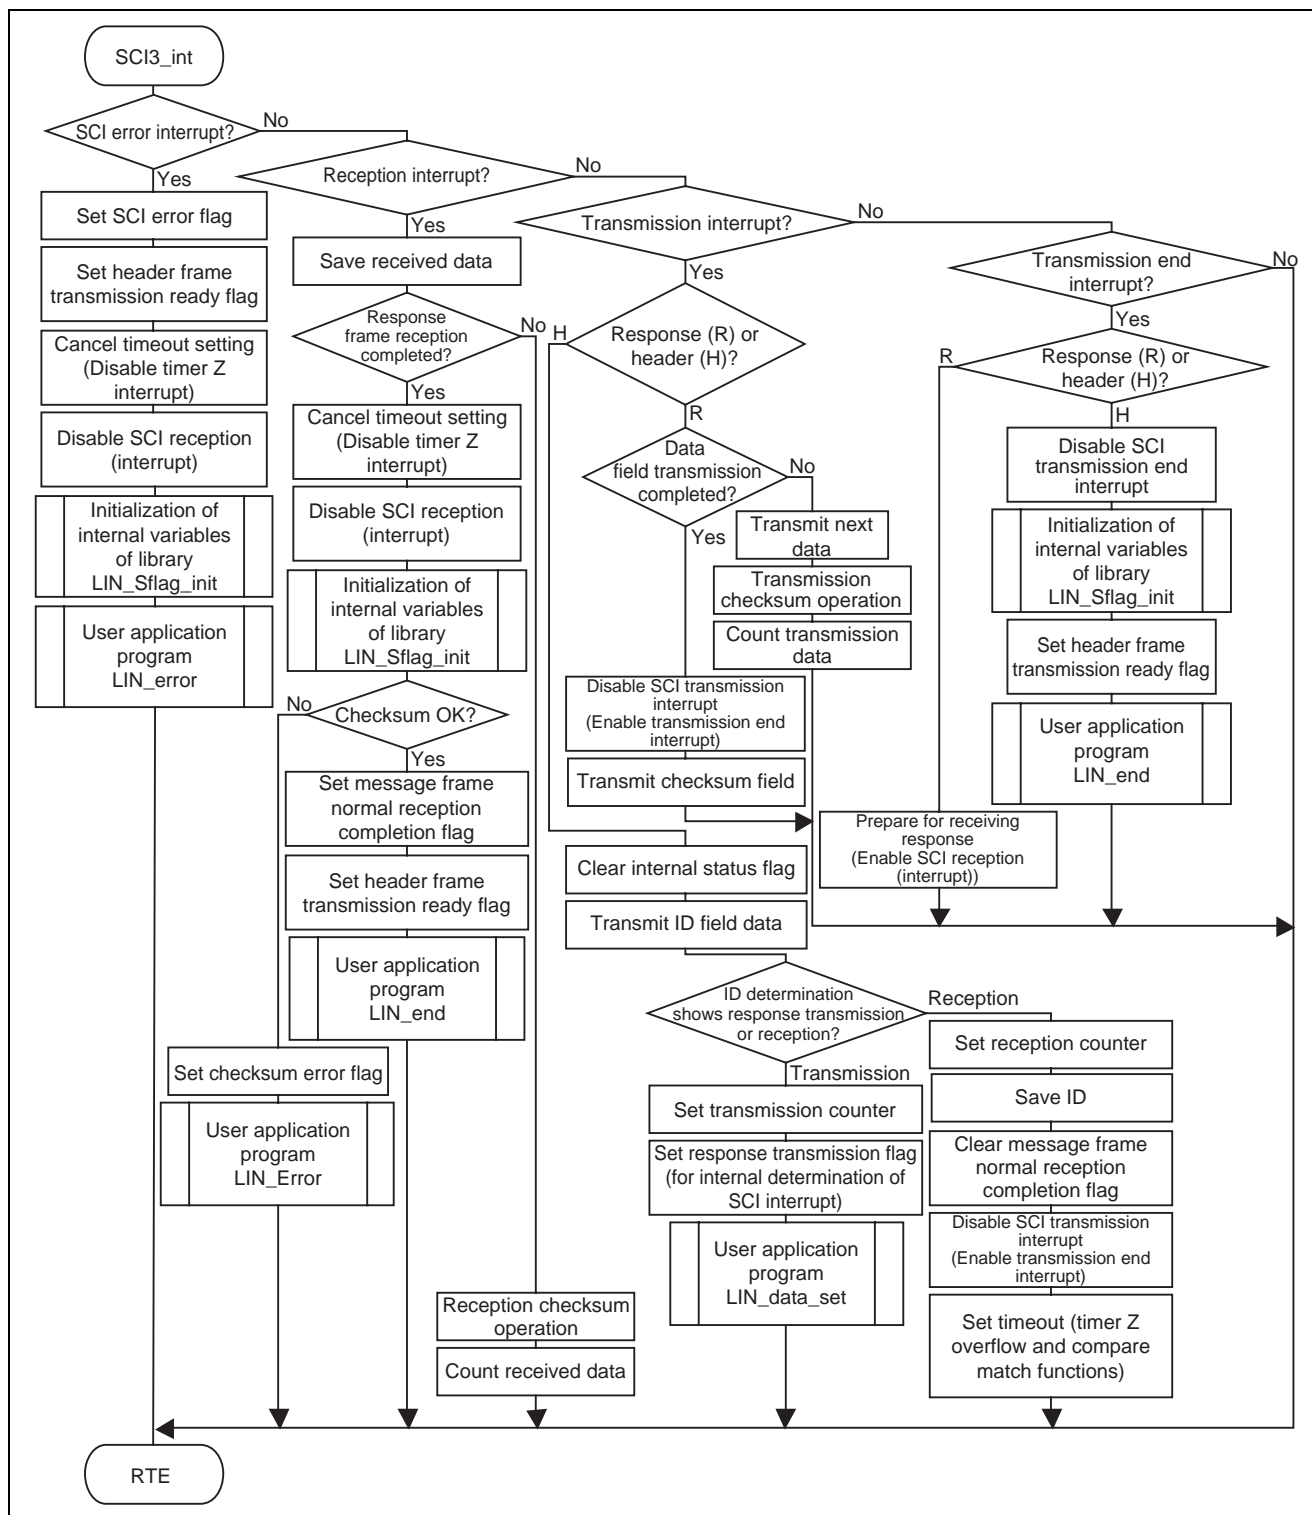 SCI3_int
SCI error interrupt?
No
Yes
Set SCI error flag
Set header frame
transmission ready flag
Cancel timeout setting
(Disable timer Z
interrupt)
Disable SCI reception
(interrupt)
Initialization of
internal variables
of library
LIN_Sflag_init
User application
program
LIN_error
Reception interrupt?
No
Yes
Save received data
Response
frame reception
completed?
No
Yes
Cancel timeout setting
(Disable timer Z
interrupt)
Disable SCI reception
(interrupt)
Initialization of
internal variables
of library
LIN_Sflag_init
No
Checksum OK?
Yes
Set message frame
normal reception
completion flag
Set header frame
transmission ready flag
User application
program
LIN_end
Set checksum error flag
User application
program
LIN_Error
Reception checksum
operation
Count received data
Transmission interrupt?
No
Yes
H
Response (R) or
header (H)?
R
Data
field transmission
completed?
No
Yes
Transmit next
data
Transmission
checksum operation
Count transmission
data
Disable SCI transmission
interrupt
(Enable transmission end
interrupt)
Transmit checksum field
Clear internal status flag
Transmit ID field data
ID determination
shows response transmission
or reception?
Reception
Transmission
Set transmission counter
Set response transmission flag
(for internal determination of
SCI interrupt)
User application
program
LIN_data_set
Set reception counter
Save ID
Clear message frame
normal reception
completion flag
Disable SCI transmission
interrupt
(Enable transmission end
interrupt)
Set timeout (timer Z
overflow and compare
match functions)
Transmission end
interrupt?
No
Yes
R
Response (R) or
header (H)?
H
Disable SCI
transmission end
interrupt
Initialization of
internal variables
of library
LIN_Sflag_init
Set header frame
transmission ready flag
User application
program
LIN_end
Prepare for receiving
response
(Enable SCI reception
(interrupt))
RTE